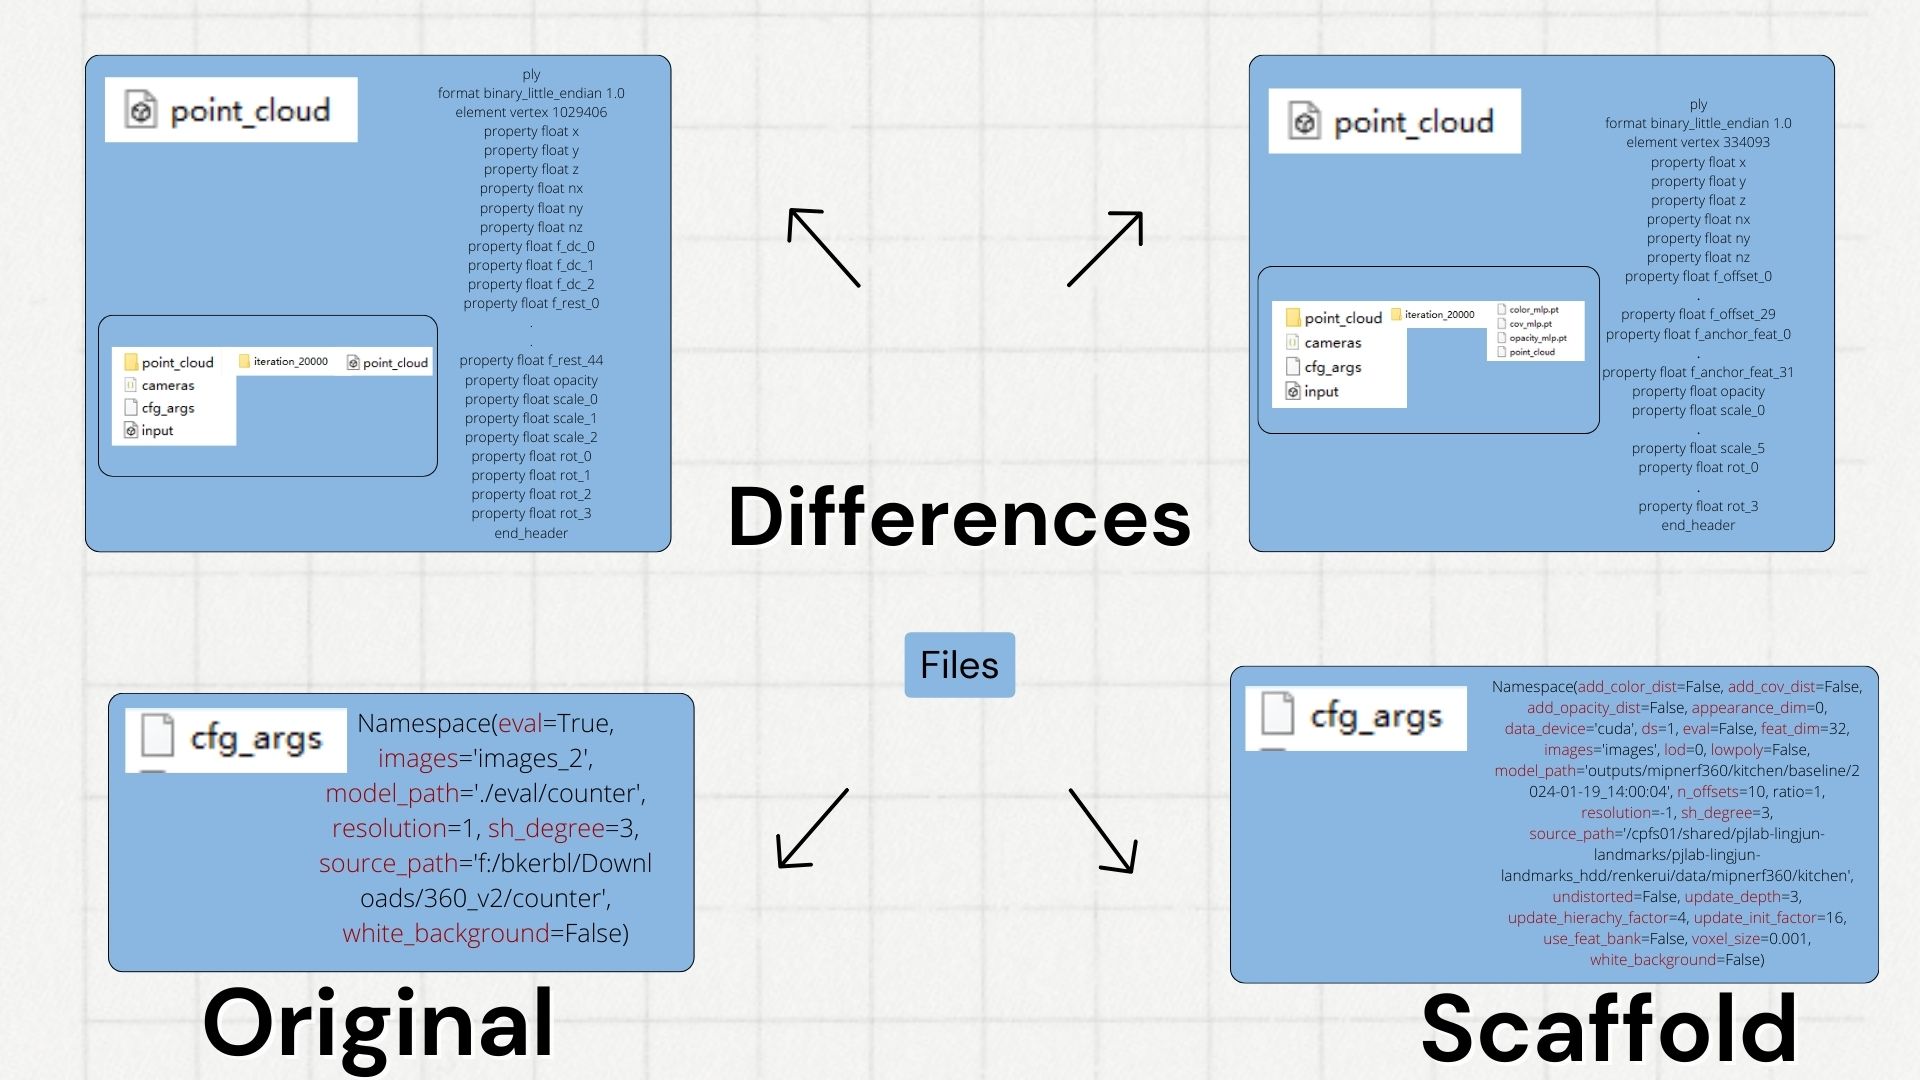 point_cloud
ply
format binary_little_endian 1.0
element vertex 1029406
property float x
property float y
property float z
property float nx
property float ny
property float nz
property float f_dc_0
property float f_dc_1
property float f_dc_2
property float f_rest_0
.
.
property float f_rest_44
property float opacity
property float scale_0
property float scale_1
property float scale_2
property float rot_0
property float rot_1
property float rot_2
property float rot_3
end_header
point_cloud
cameras
cfg_args
input
iteration_20000
point_cloud
point_cloud
ply
format binary_little_endian 1.0
element vertex 334093
property float x
property float y
property float z
property float nx
property float ny
property float nz
property float f_offset_0
.
property float f_offset_29
property float f_anchor_feat_0
.
property float f_anchor_feat_31
property float opacity
property float scale_0
.
property float scale_5
property float rot_0
.
property float rot_3
end_header
point_cloud
cameras
cfg_args
input
iteration_20000
color_mlp.pt
cov_mlp.pt
opacity_mlp.pt
point_cloud
Differences
Files
cfg_args
Namespace(eval=True,
images='images_2',
model_path='./eval/counter',
resolution=1, sh_degree=3,
source_path='f:/bkerbl/Downl
oads/360_v2/counter',
white_background=False)
Original
cfg_args
Namespace(add_color_dist=False, add_cov_dist=False,
add_opacity_dist=False, appearance_dim=0,
data_device='cuda', ds=1, eval=False, feat_dim=32,
images='images', lod=0, lowpoly=False,
model_path='outputs/mipnerf360/kitchen/baseline/2
024-01-19_14:00:04', n_offsets=10, ratio=1,
resolution=-1, sh_degree=3,
source_path='/cpfs01/shared/pjlab-lingjun-
landmarks/pjlab-lingjun-
landmarks_hdd/renkerui/data/mipnerf360/kitchen',
undistorted=False, update_depth=3,
update_hierachy_factor=4, update_init_factor=16,
use_feat_bank=False, voxel_size=0.001,
white_background=False)
Scaffold